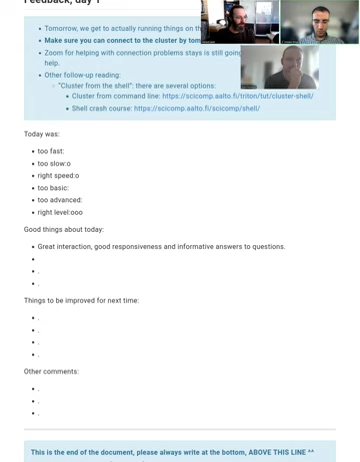 Feedback, day 1
Tomorrow, we get to actually running things on th
Make sure you can connect to the cluster by tom
Zoom for helping with connection problems stays is still going
help.
Other follow-up reading:
"Cluster from the shell": there are several options:
Cluster from command line: https://scicomp.aalto.fi/triton/tut/cluster-shell/
Shell crash course: https://scicomp.aalto.fi/scicomp/shell/
Today was:
too fast:
too slow:o
right speed:o
too basic:
too advanced:
right level:ooo
Good things about today:
Great interaction, good responsiveness and informative answers to questions.
.
.
Things to be improved for next time:
.
.
.
.
Other comments:
.
.
.
This is the end of the document, please always write at the bottom, ABOVE THIS LINE ^^